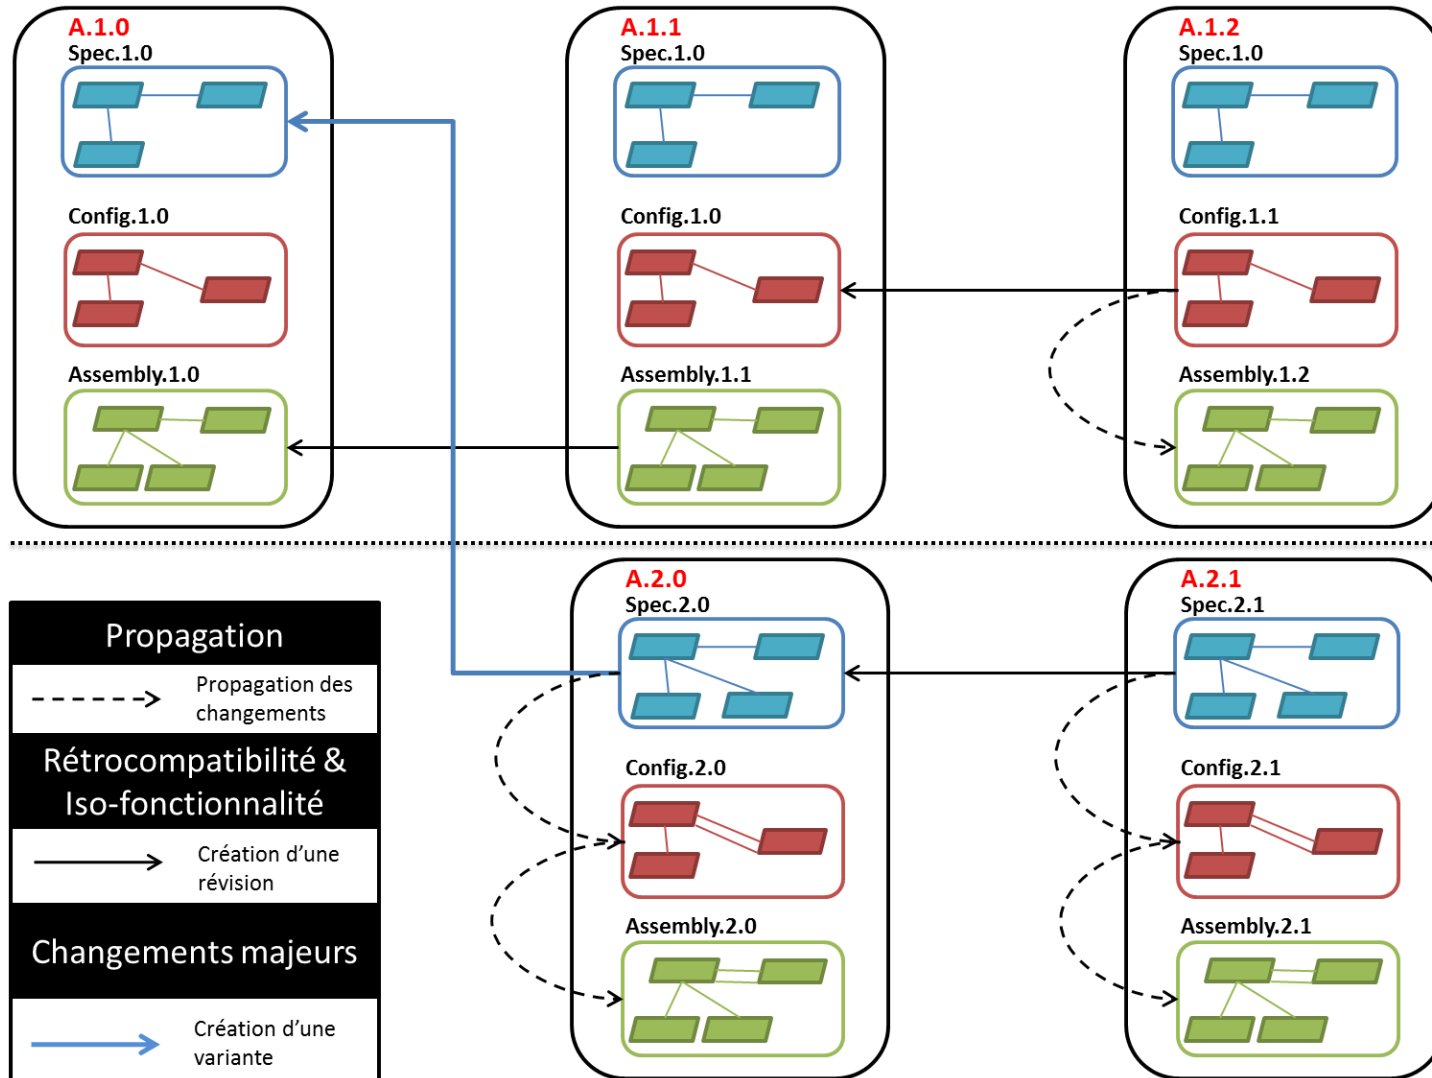 A.1.0
Spec.1.0
Config.1.0
Assembly.1.0
A.1.1
Spec.1.0
Config.1.0
Assembly.1.1
A.1.2
Spec.1.0
Config.1.1
Assembly.1.2
A.2.0
Spec.2.0
Config.2.0
Assembly.2.0
A.2.1
Spec.2.1
Config.2.1
Assembly.2.1
Propagation
Propagation des
changements
Rétrocompatibilité &
Iso-fonctionnalité
Création d’une
révision
Changements majeurs
Création d’une
variante